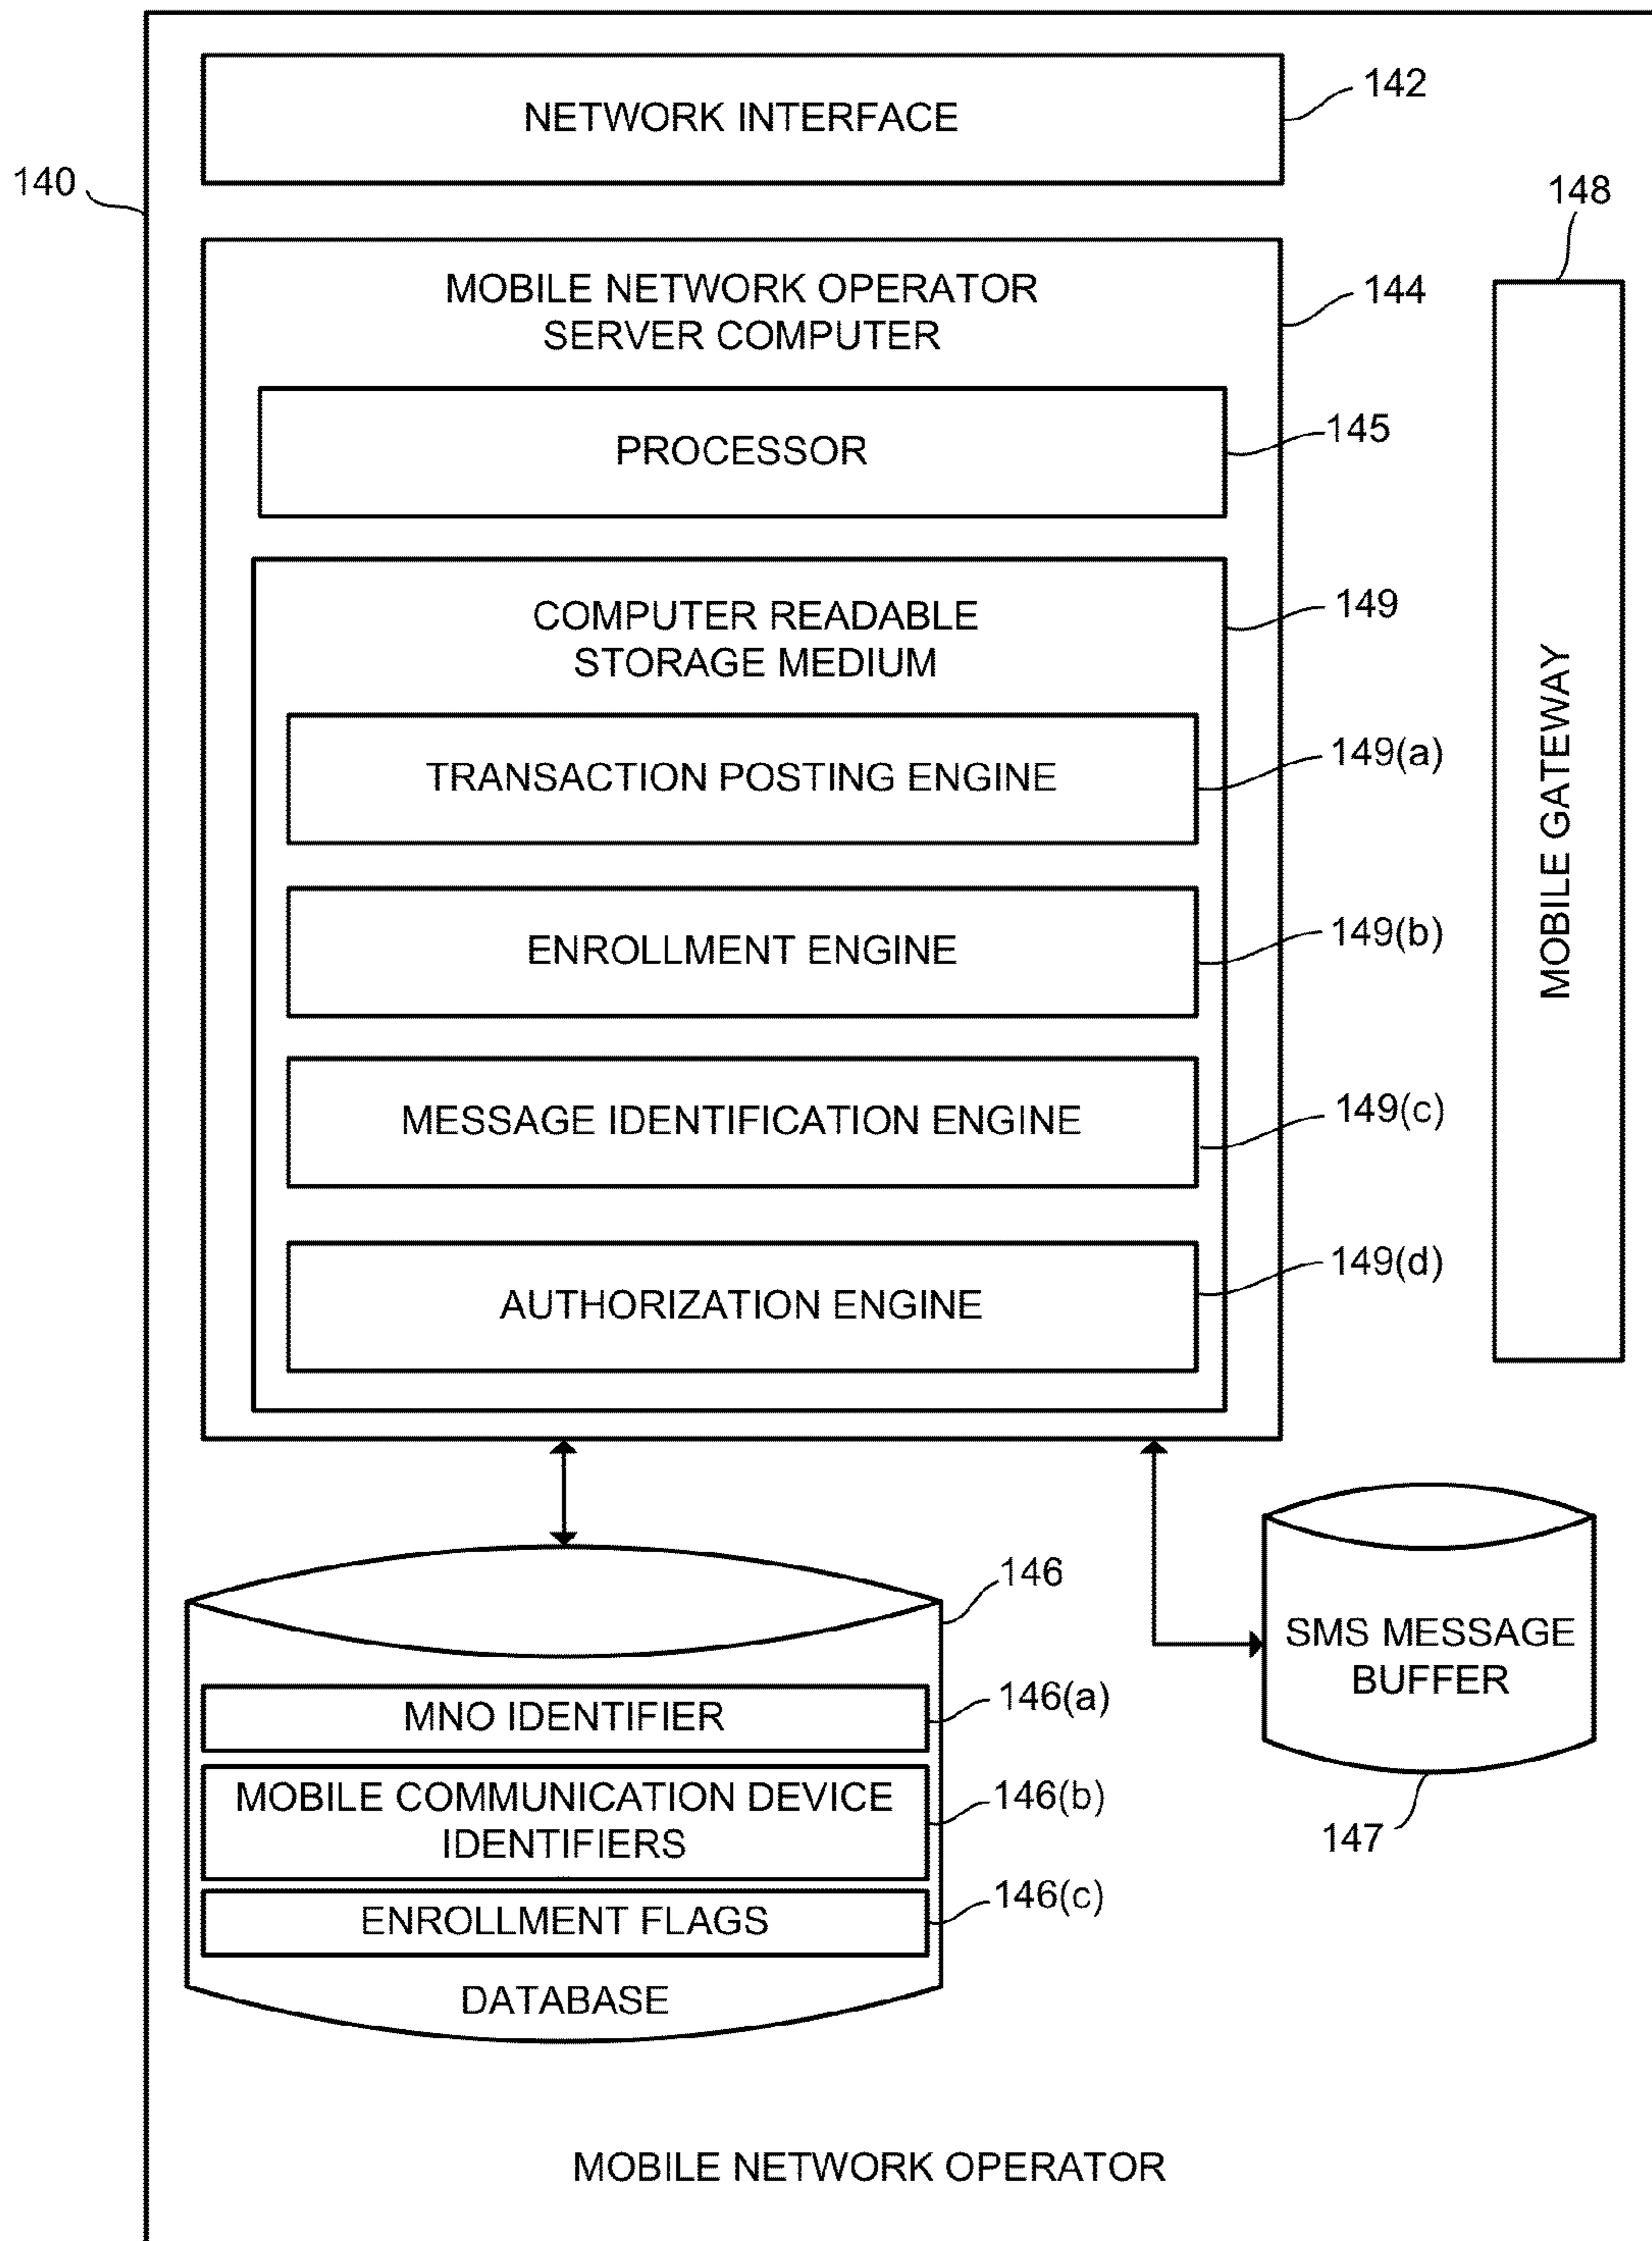 NETWORK INTERFACE
142
140
148
MOBILE NETWORK OPERATOR
SERVER COMPUTER
144
PROCESSOR
145
COMPUTER READABLE
STORAGE MEDIUM
149
MOBILE GATEWAY
TRANSACTION POSTING ENGINE
149(a)
ENROLLMENT ENGINE
149(b)
MESSAGE IDENTIFICATION ENGINE
149(c)
AUTHORIZATION ENGINE
149(d)
146
SMS MESSAGE
BUFFER
147
MNO IDENTIFIER
146(a)
MOBILE COMMUNICATION DEVICE
IDENTIFIERS
146(b)
ENROLLMENT FLAGS
146(c)
DATABASE
MOBILE NETWORK OPERATOR